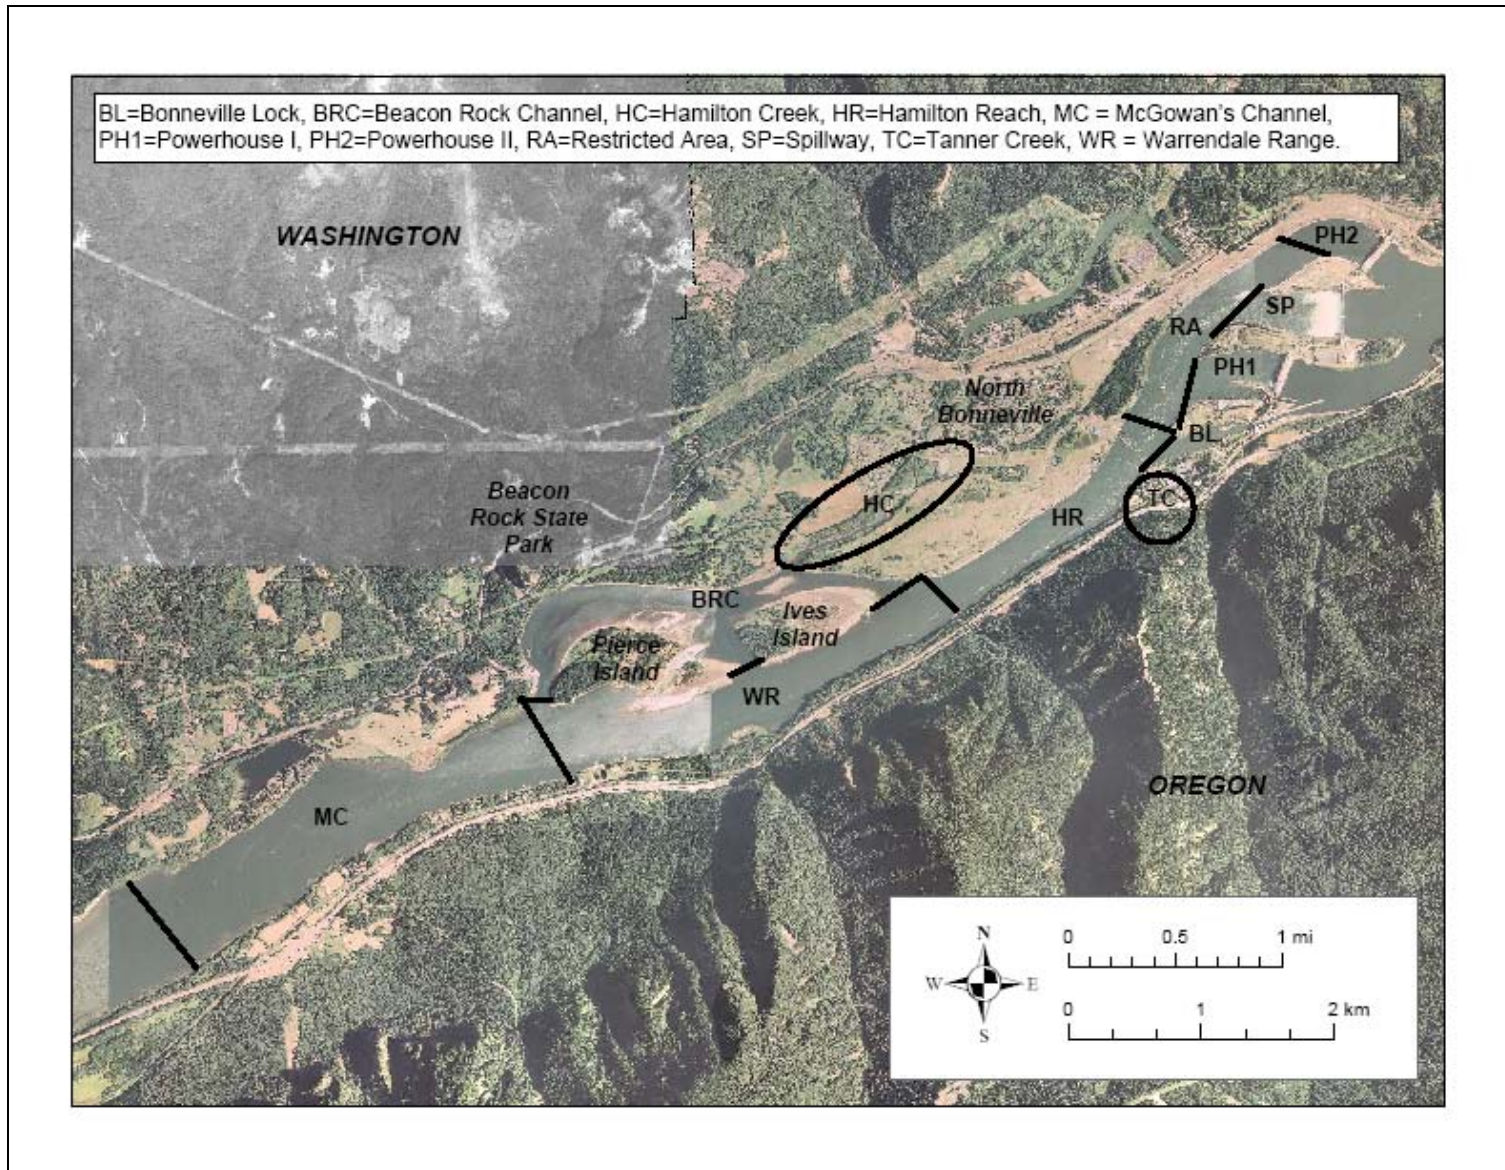 BL=Bonneville Lock, BRC=Beacon Rock Channel, HC=Hamilton Creek, HR=Hamilton Reach, MC = McGowan's Channel,
PH1=Powerhouse I, PH2=Powerhouse II, RA=Restricted Area, SP=Spillway, TC=Tanner Creek, WR = Warrendale Range.
WASHINGTON
PH2
SP
RA
PH1
North
Bonneville
BL
Beacon
Rock State
Park
HC
TC
HR
BRC
Ives
Island
Pierce
Island
WR
OREGON
MC
N
W E
S
0 0.5 1 mi
0 1 2 km